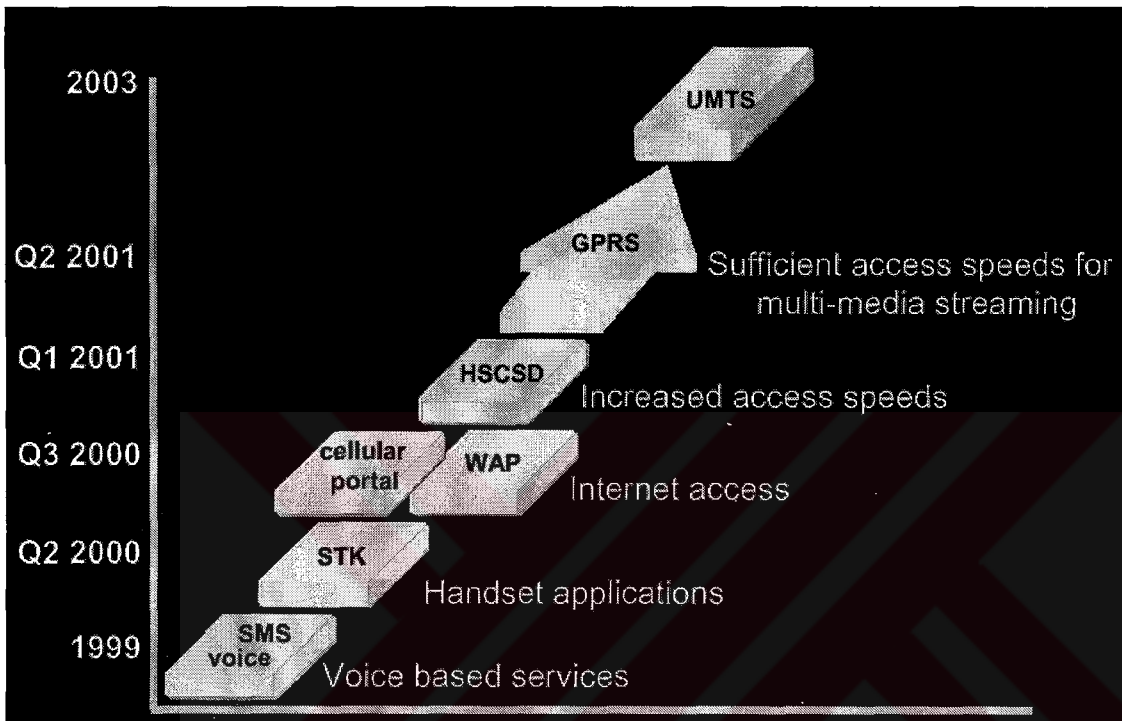 2003
UMTS
Q2 2001
GPRS
Sufficient access speeds for
multi-media streaming
Q1 2001
HSCSD
Increased access speeds
Q3 2000
cellular
portal
WAP
Internet access
Q2 2000
STK
Handset applications
1999
SMS
voice
Voice based services